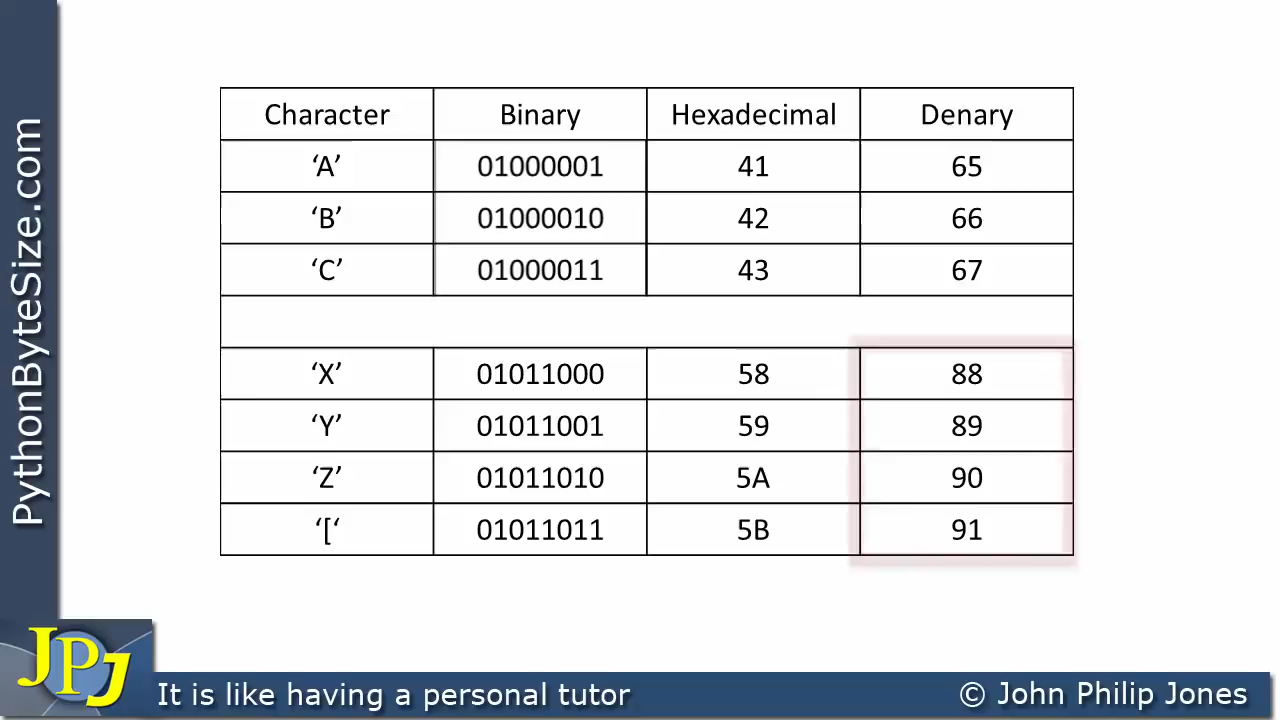 Character Binary Hexadecimal Denary
‘A’ 01000001 41 65
‘B’ 01000010 42 66
‘C’ 01000011 43 67
‘X’ 01011000 58 88
‘Y’ 01011001 59 89
‘Z’ 01011010 5A 90
‘[‘ 01011011 5B 91
PythonByteSize.com
JPJ
It is like having a personal tutor
© John Philip Jones